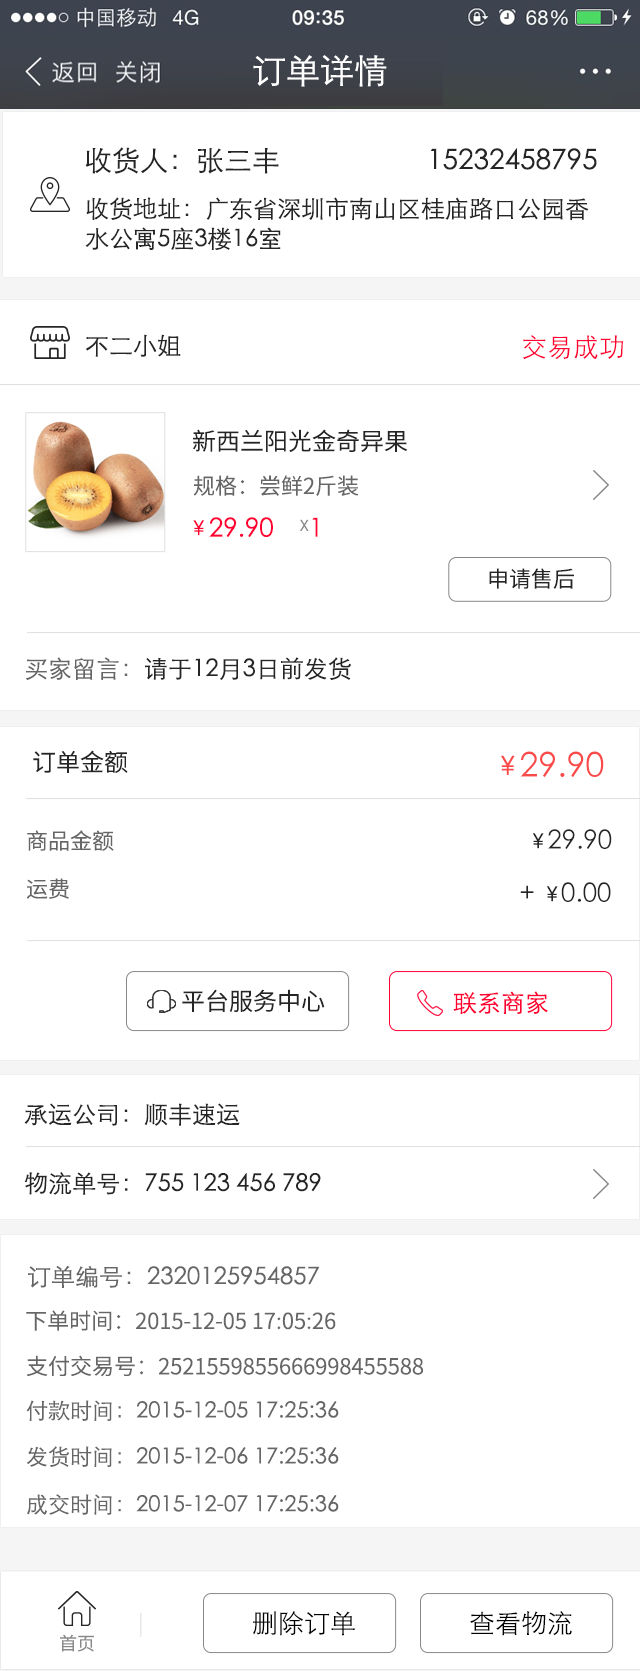 中国移动 4G 09:35 68%
返回 关闭 订单详情
收货人：张三丰 15232458795
收货地址：广东省深圳市南山区桂庙路口公园香
水公寓5座3楼16室
不二小姐 交易成功
新西兰阳光金奇异果
规格：尝鲜2斤装
¥29.90 x1
申请售后
买家留言：请于12月3日前发货
订单金额 ¥29.90
商品金额 ¥29.90
运费 + ¥0.00
平台服务中心 联系商家
承运公司：顺丰速运
物流单号：755 123 456 789
订单编号：2320125954857
下单时间：2015-12-05 17:05:26
支付交易号：2521559855666998455588
付款时间：2015-12-05 17:25:36
发货时间：2015-12-06 17:25:36
成交时间：2015-12-07 17:25:36
首页 删除订单 查看物流